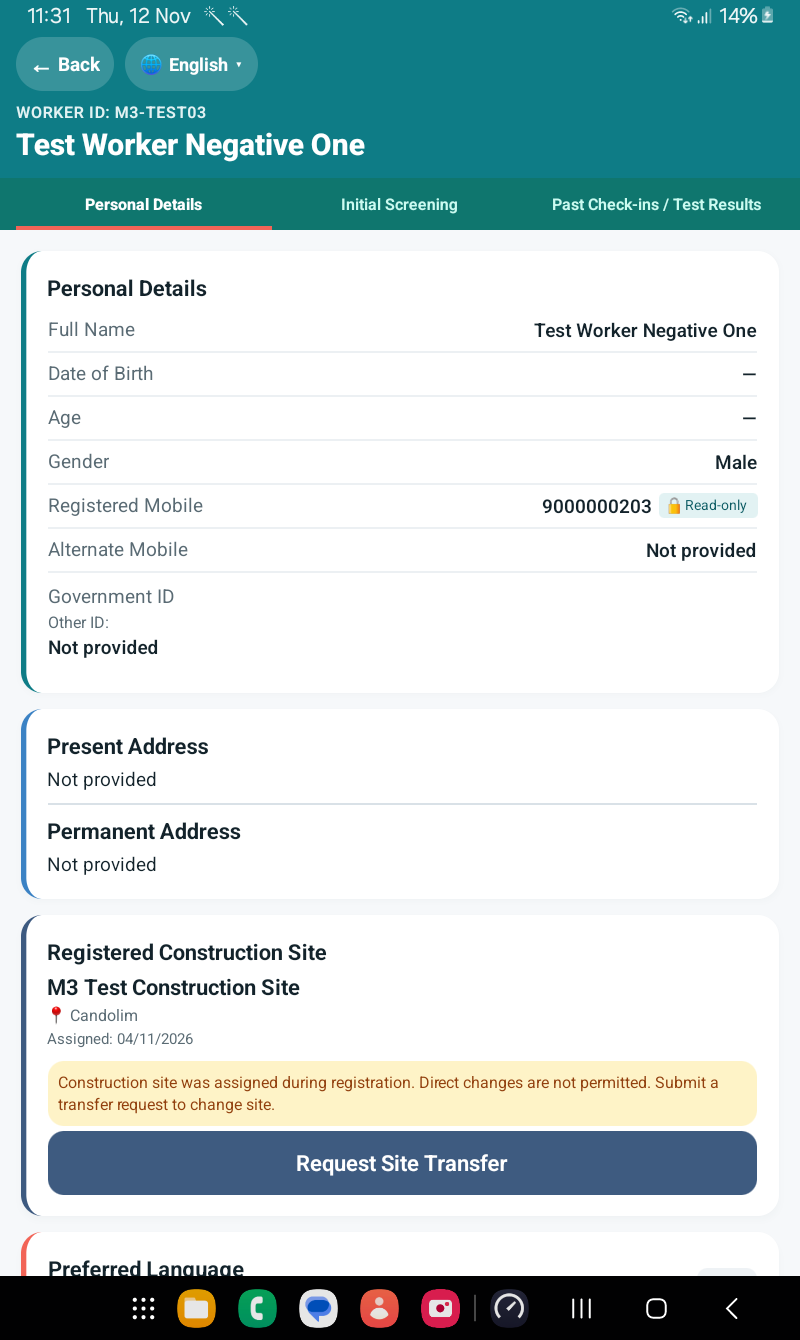 11:31 Thu, 12 Nov
14%
← Back
English
WORKER ID: M3-TEST03
Test Worker Negative One
Personal Details
Initial Screening
Past Check-ins / Test Results
Personal Details
Full Name Test Worker Negative One
Date of Birth –
Age –
Gender Male
Registered Mobile 9000000203 Read-only
Alternate Mobile Not provided
Government ID
Other ID:
Not provided
Present Address
Not provided
Permanent Address
Not provided
Registered Construction Site
M3 Test Construction Site
Candolim
Assigned: 04/11/2026
Construction site was assigned during registration. Direct changes are not permitted. Submit a
transfer request to change site.
Request Site Transfer
Preferred Language